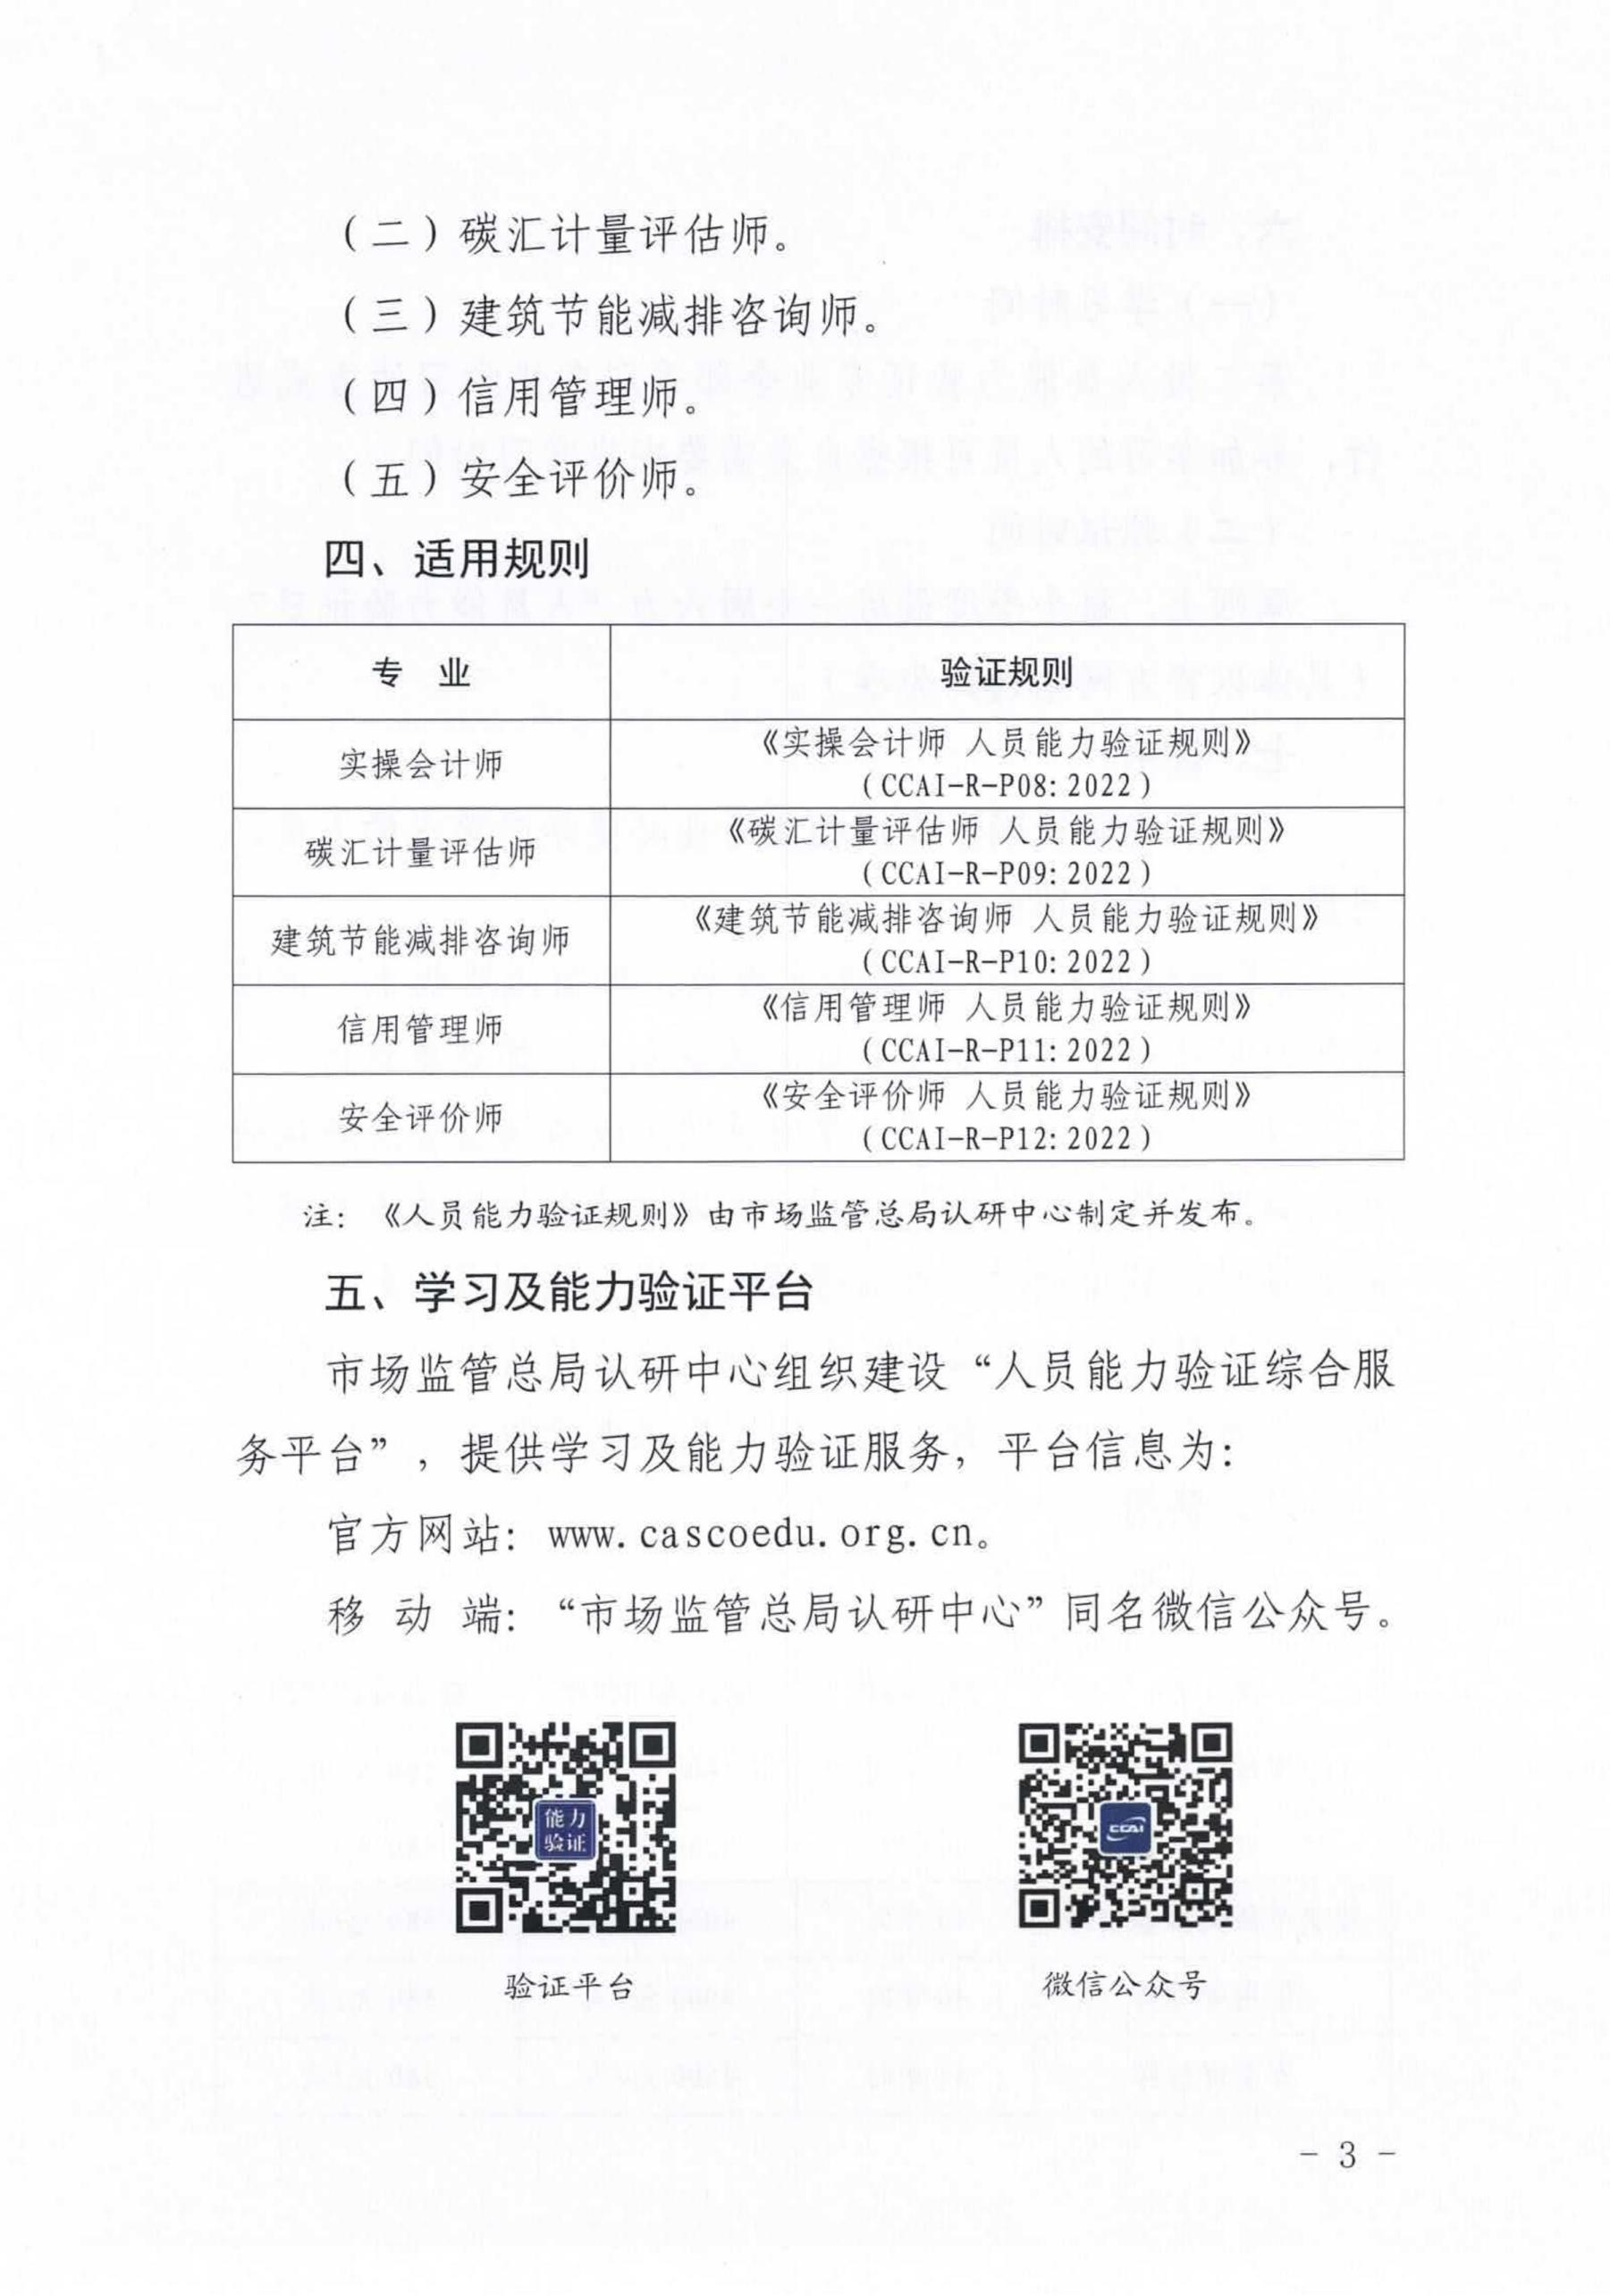 （二）碳汇计量评估师。
（三）建筑节能减排咨询师。
（四）信用管理师。
（五）安全评价师。
四、适用规则
专 业 验证规则
实操会计师 《实操会计师 人员能力验证规则》
（CCAI-R-P08：2022）
碳汇计量评估师 《碳汇计量评估师 人员能力验证规则》
（CCAI-R-P09：2022）
建筑节能减排咨询师 《建筑节能减排咨询师 人员能力验证规则》
（CCAI-R-P10：2022）
信用管理师 《信用管理师 人员能力验证规则》
（CCAI-R-P11：2022）
安全评价师 《安全评价师 人员能力验证规则》
（CCAI-R-P12：2022）
注：《人员能力验证规则》由市场监管总局认研中心制定并发布。
五、学习及能力验证平台
市场监管总局认研中心组织建设“人员能力验证综合服
务平台”，提供学习及能力验证服务，平台信息为：
官方网站：www.cascoedu.org.cn。
移 动 端：“市场监管总局认研中心”同名微信公众号。
能力
验证
CCAI
验证平台 微信公众号
- 3 -